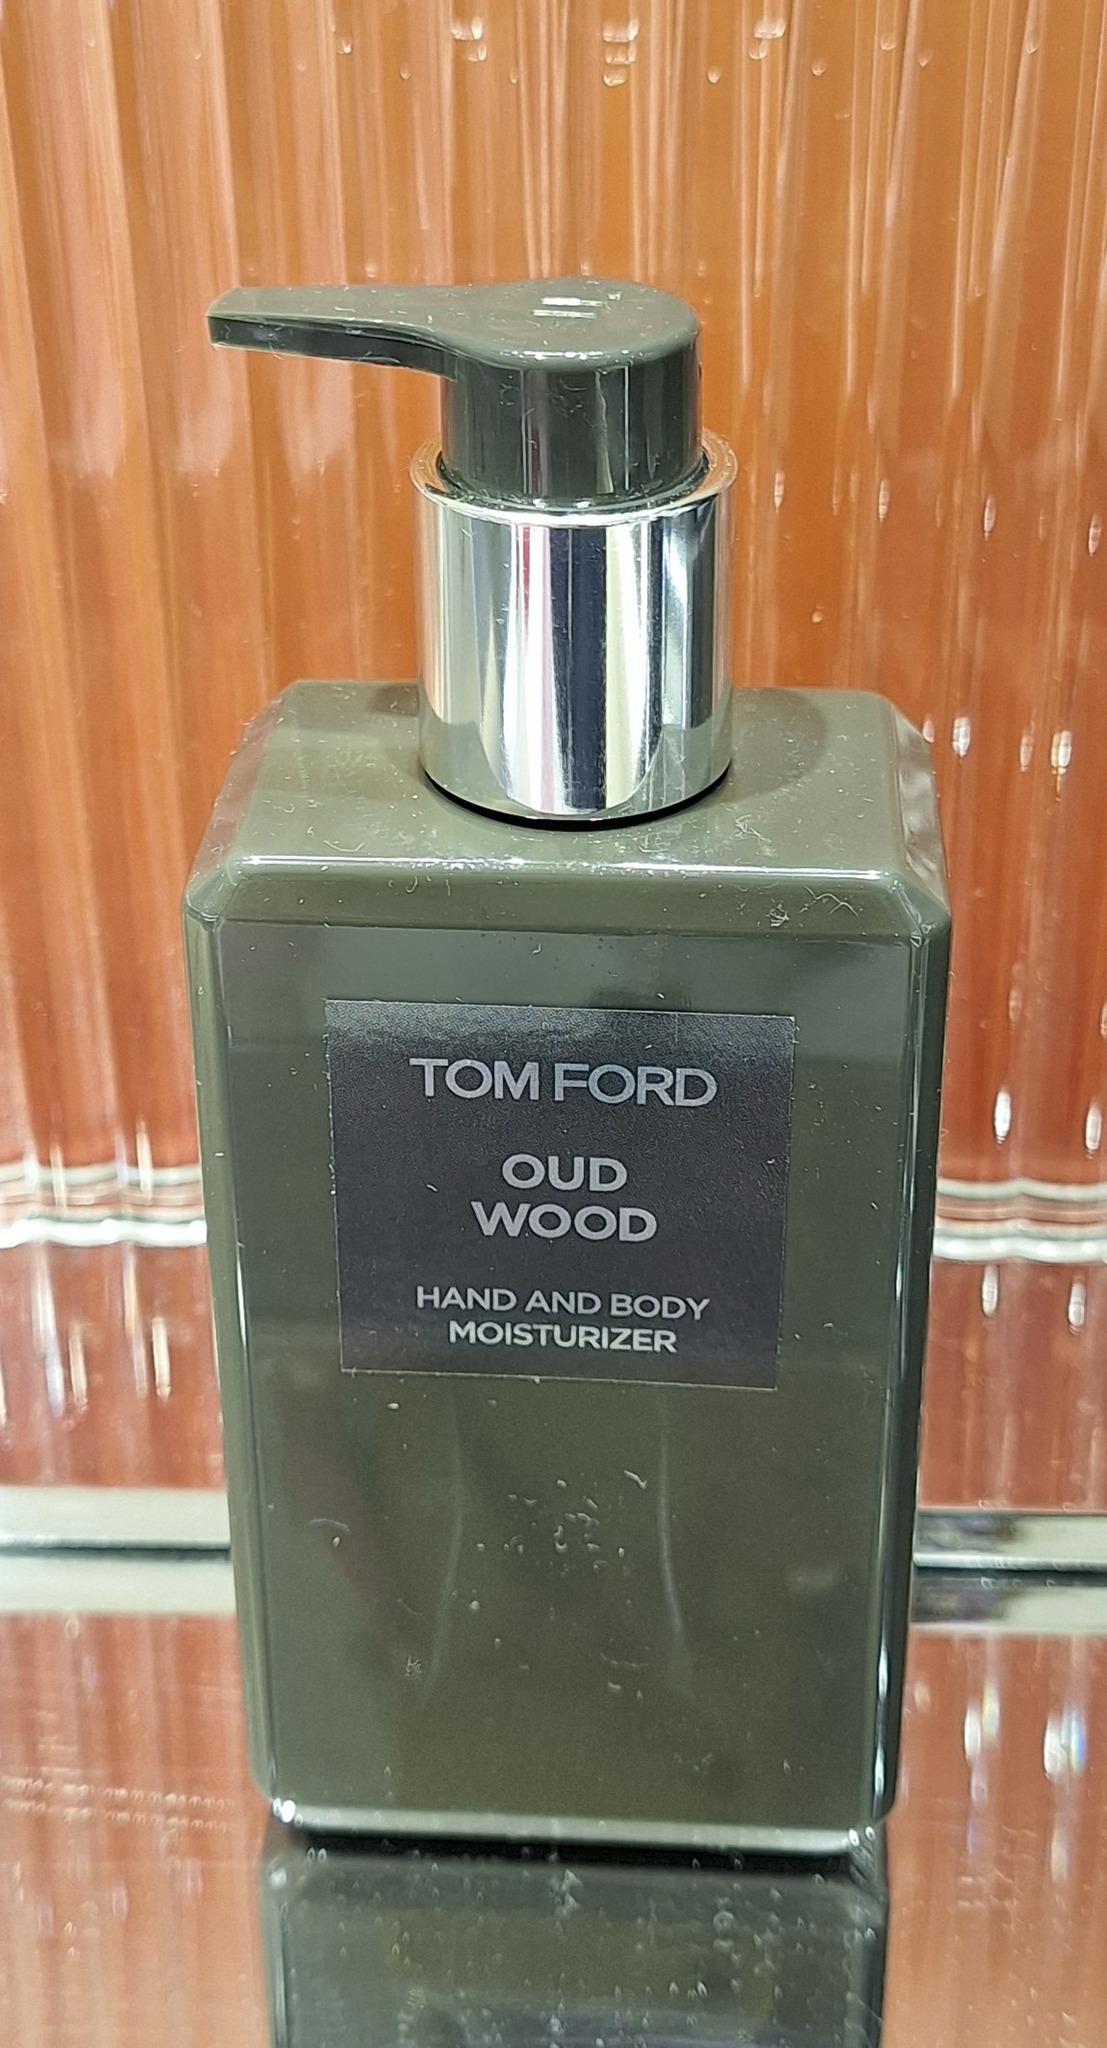 TOM FORD
OUD
WOOD
HAND AND BODY
MOISTURIZER